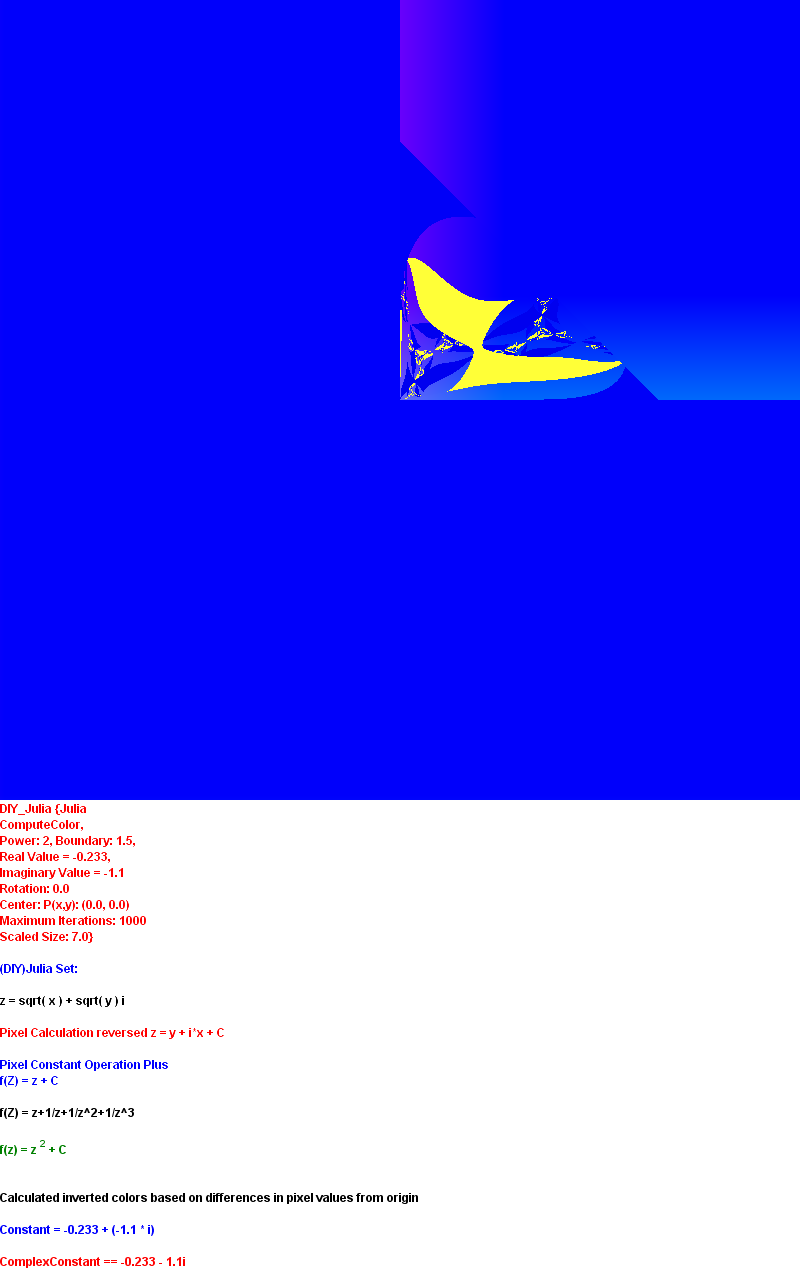 DIY_Julia {Julia
ComputeColor,
Power: 2, Boundary: 1.5,
Real Value = -0.233,
Imaginary Value = -1.1
Rotation: 0.0
Center: P(x,y): (0.0, 0.0)
Maximum Iterations: 1000
Scaled Size: 7.0}
(DIY)Julia Set:
z = sqrt( x ) + sqrt( y ) i
Pixel Calculation reversed z = y + i*x + C
Pixel Constant Operation Plus
f(Z) = z + C
f(Z) = z+1/z+1/z^2+1/z^3
f(z) = z 2 + C
Calculated inverted colors based on differences in pixel values from origin
Constant = -0.233 + (-1.1 * i)
ComplexConstant == -0.233 - 1.1i